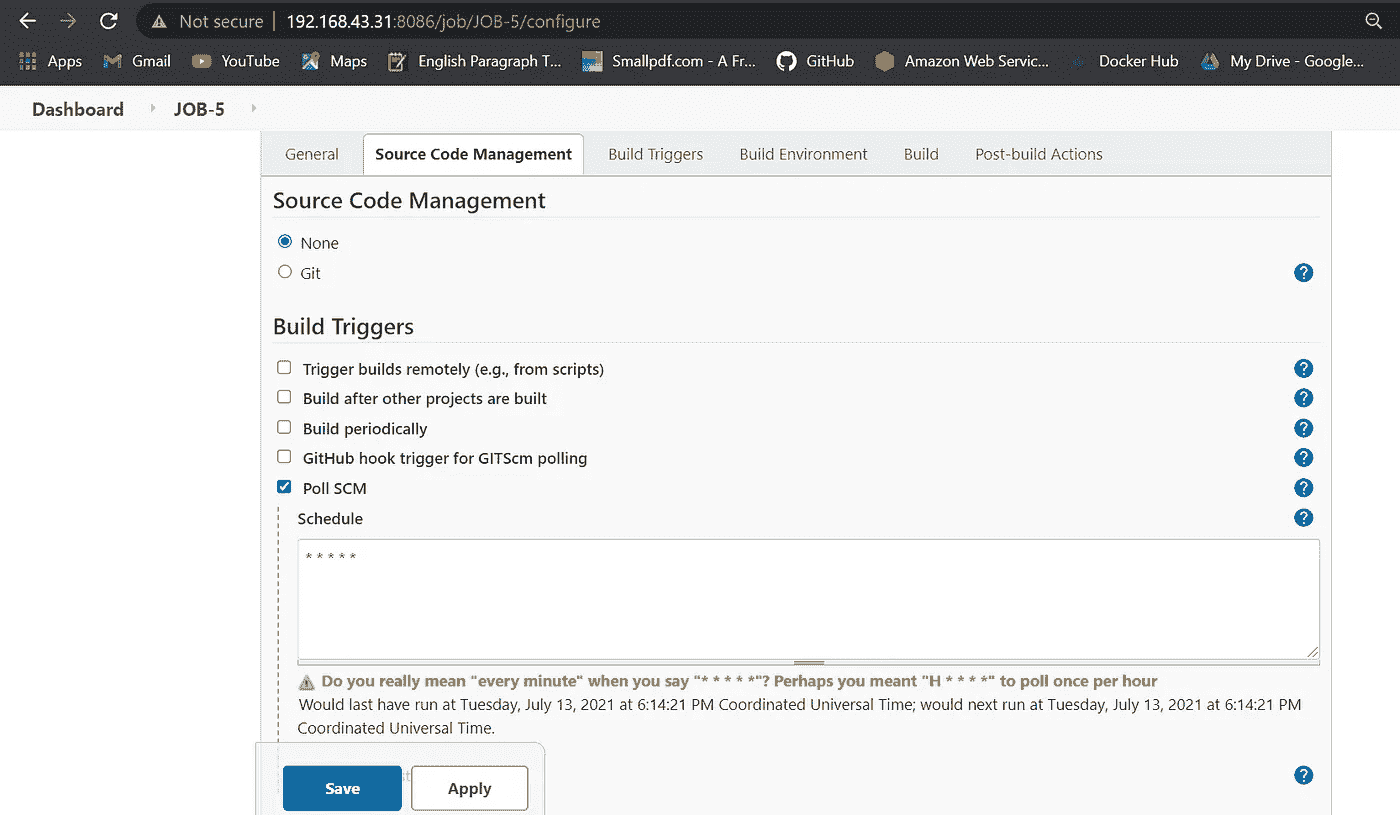 Not secure 192.168.43.31:8086/job/JOB-5/configure
Apps Gmail YouTube Maps English Paragraph T... Smallpdf.com - A Fr... GitHub Amazon Web Servic... Docker Hub My Drive - Google...
Dashboard JOB-5
General Source Code Management Build Triggers Build Environment Build Post-build Actions
Source Code Management
None
Git ?
Build Triggers
Trigger builds remotely (e.g., from scripts) ?
Build after other projects are built ?
Build periodically ?
GitHub hook trigger for GITScm polling ?
Poll SCM ?
Schedule ?
* * * * *
Do you really mean "every minute" when you say "* * * * *"? Perhaps you meant "H * * * *" to poll once per hour
Would last have run at Tuesday, July 13, 2021 at 6:14:21 PM Coordinated Universal Time; would next run at Tuesday, July 13, 2021 at 6:14:21 PM
Coordinated Universal Time.
?
Save Apply